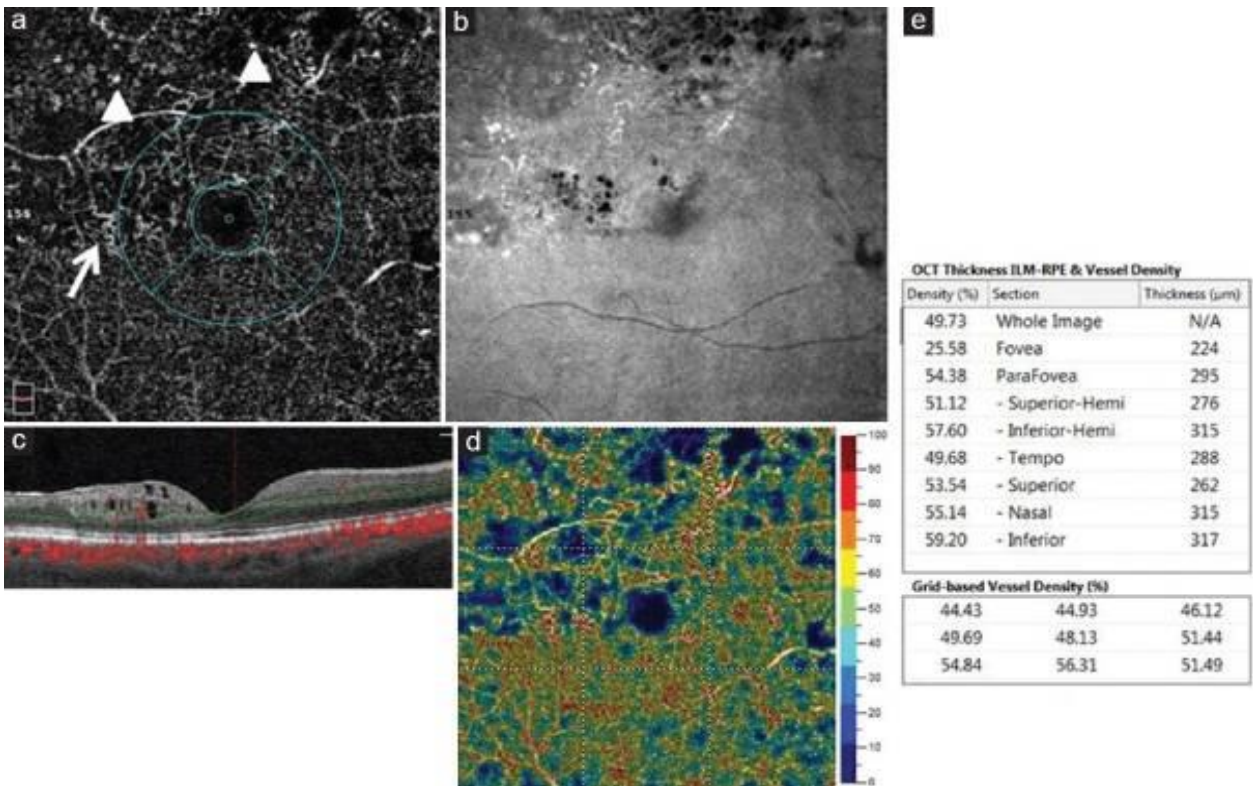 a
b
e
c
d
155
100
90
80
70
60
50
40
30
20
10
0
OCT Thickness ILM-RPE & Vessel Density
Density (%) Section Thickness (µm)
49.73 Whole Image N/A
25.58 Fovea 224
54.38 ParaFovea 295
51.12 - Superior-Hemi 276
57.60 - Inferior-Hemi 315
49.68 - Tempo 288
53.54 - Superior 262
55.14 - Nasal 315
59.20 - Inferior 317
Grid-based Vessel Density (%)
44.43 44.93 46.12
49.69 48.13 51.44
54.84 56.31 51.49